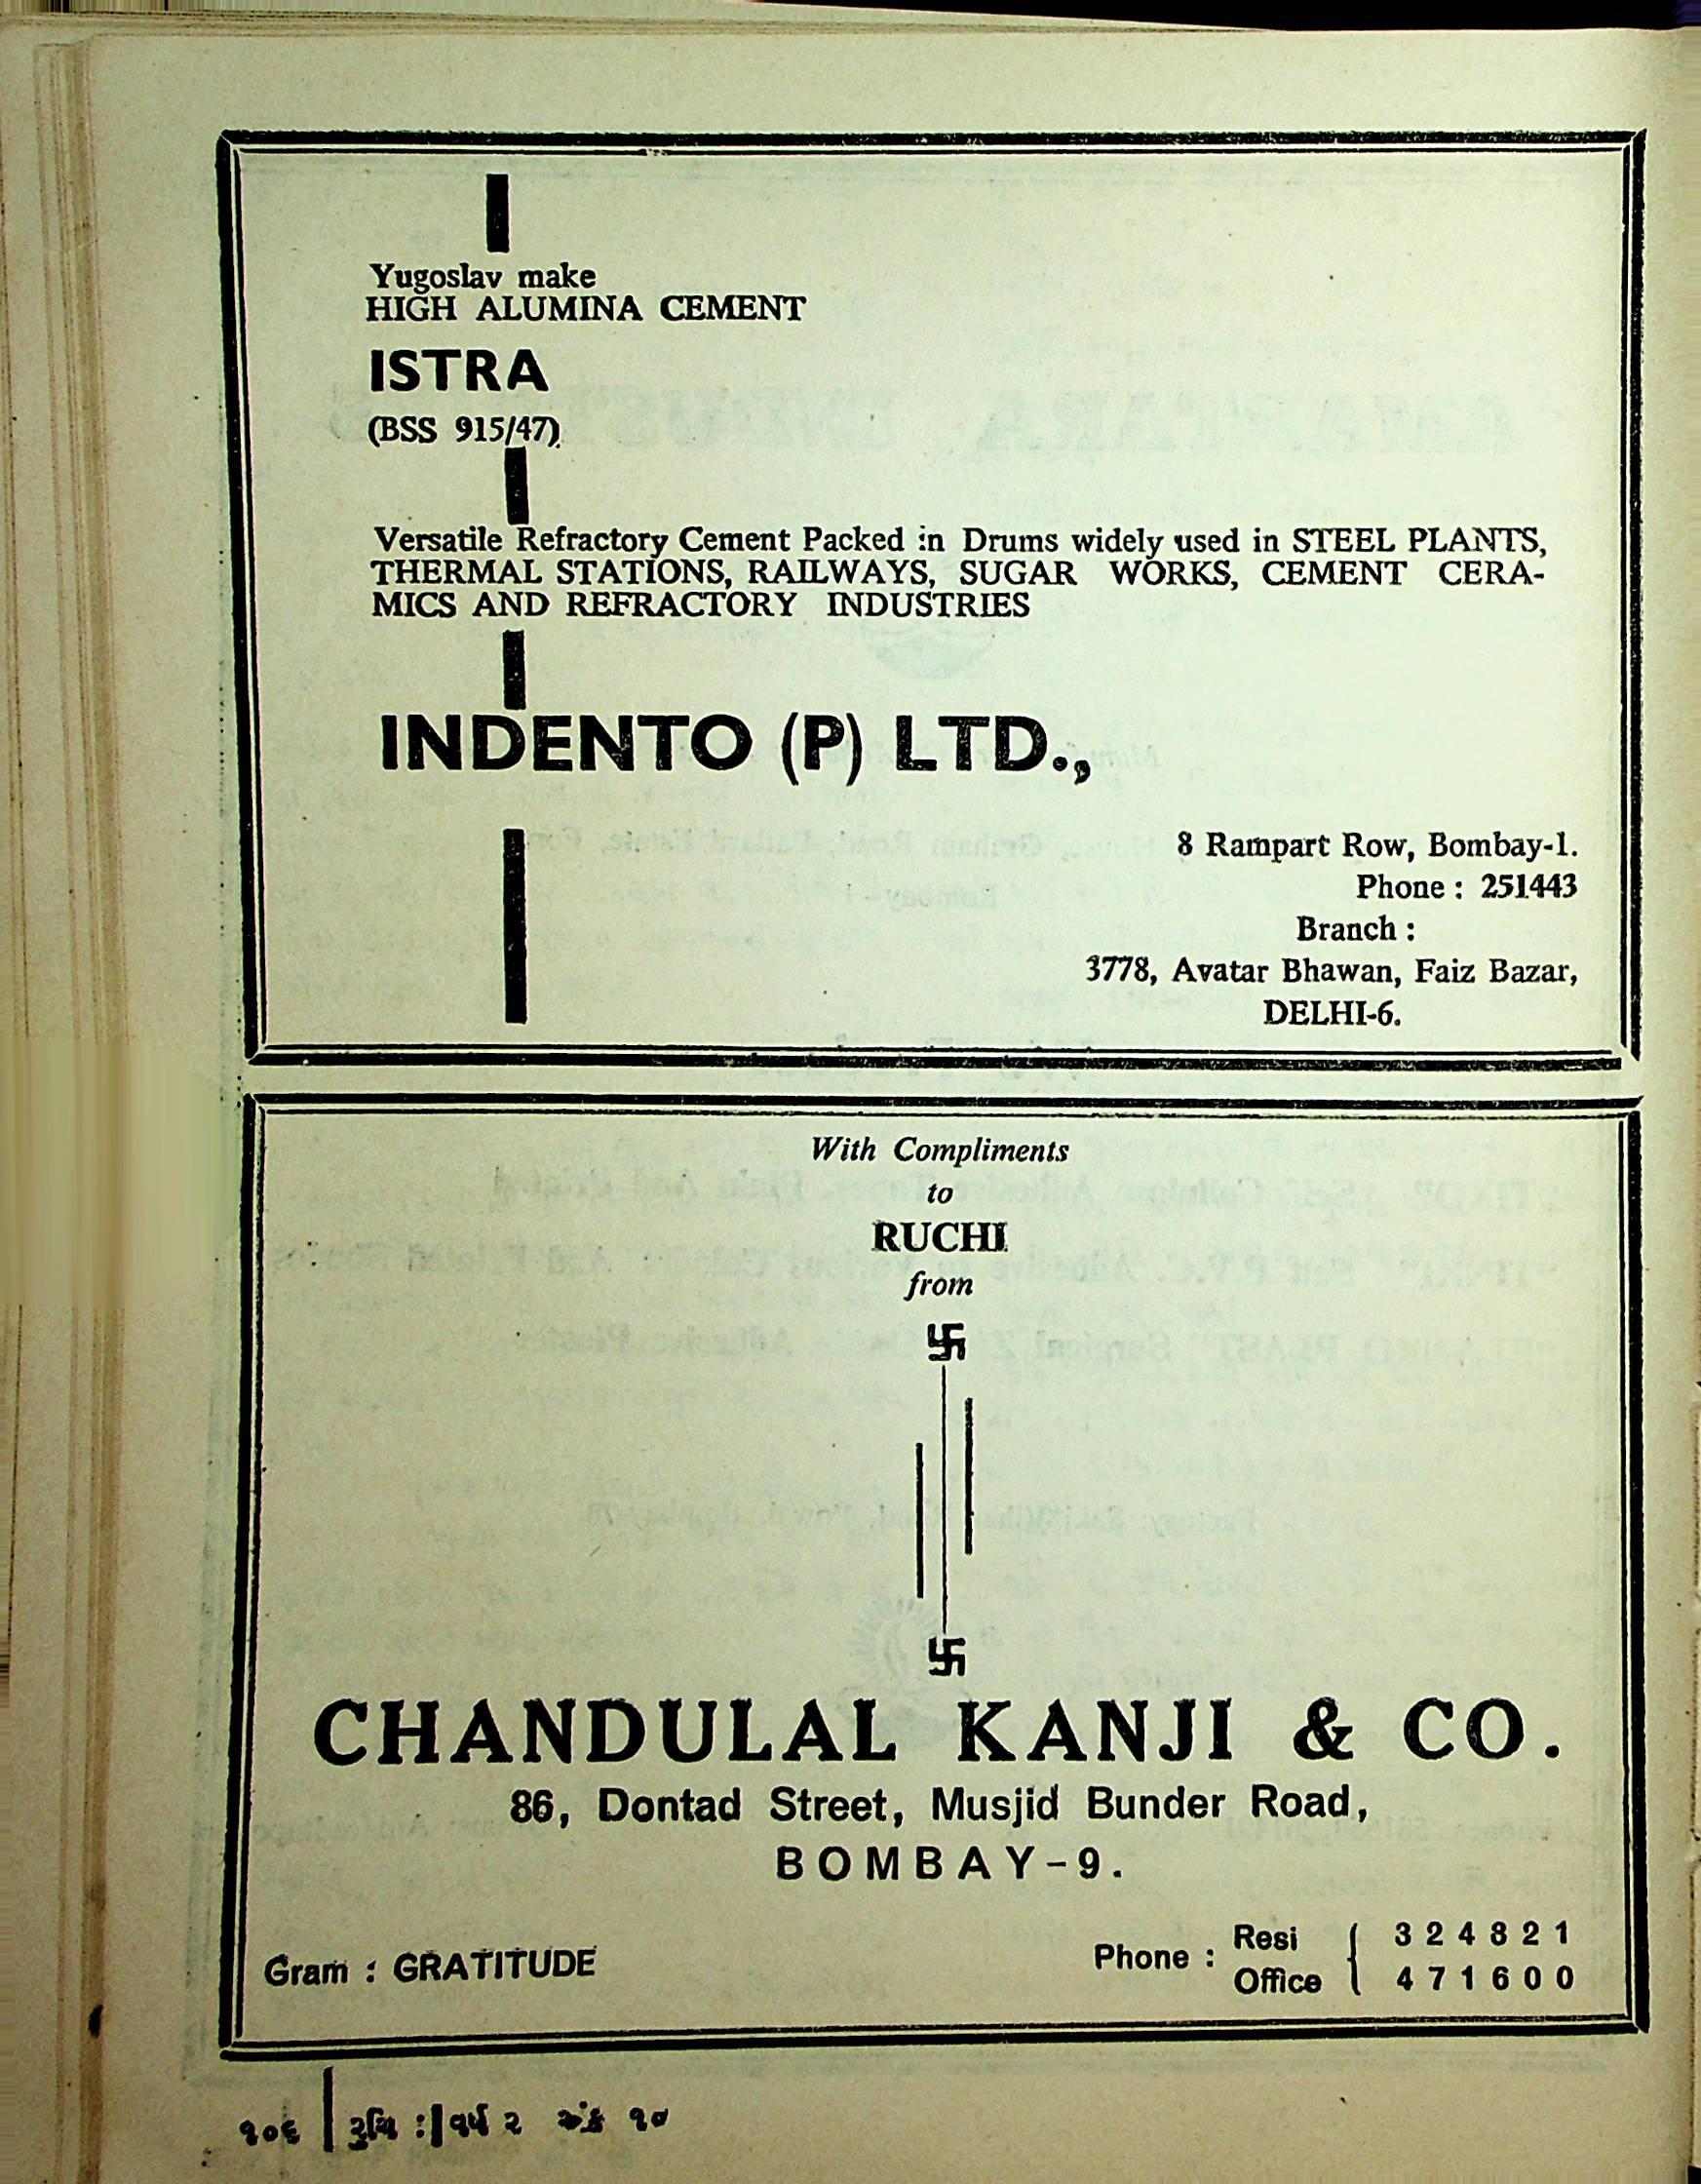 Yugoslav make
HIGH ALUMINA CEMENT
ISTRA
(BSS 915/47)
Versatile Refractory Cement Packed in Drums widely used in STEEL PLANTS,
THERMAL STATIONS, RAILWAYS, SUGAR WORKS, CEMENT CERA-
MICS AND REFRACTORY INDUSTRIES
INDENTO (P) LTD.,
8 Rampart Row, Bombay-1.
Phone : 251443
Branch :
3778, Avatar Bhawan, Faiz Bazar,
DELHI-6.
With Compliments
to
RUCHI
from
卐
卐
CHANDULAL KANJI & CO.
86, Dontad Street, Musjid Bunder Road,
BOMBAY-9.
Gram : GRATITUDE
Phone : Resi 324821
Office 471600
૧૦૬ | રુચિ : વર્ષ ૨ અંક ૧૦